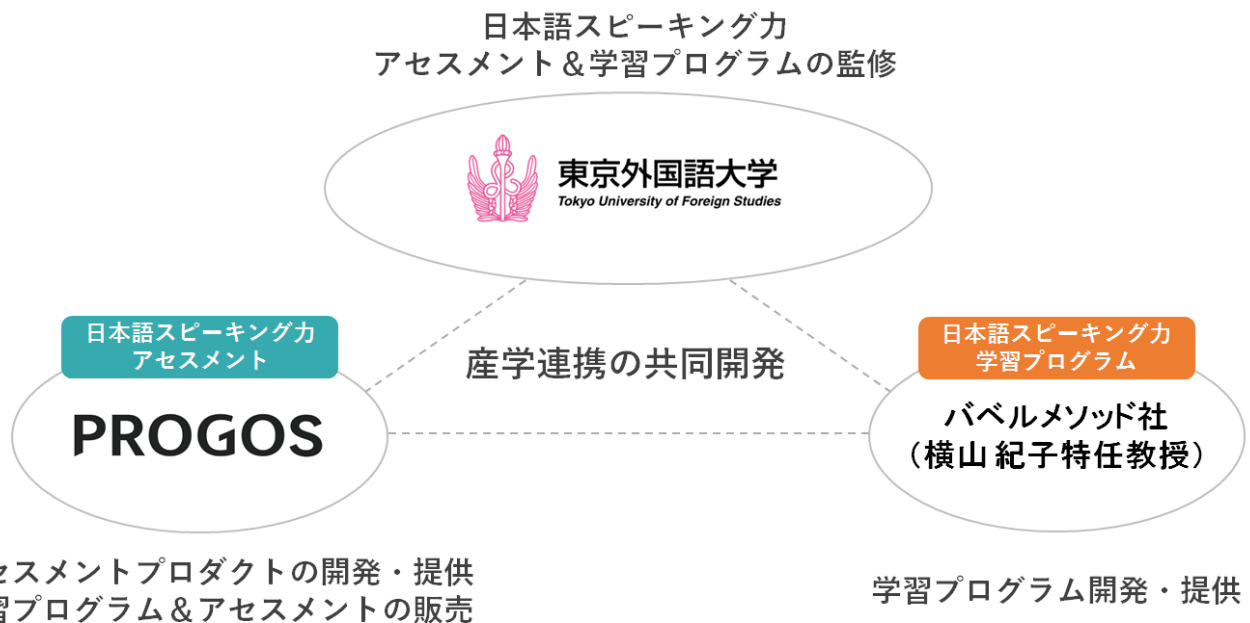 日本語スピーキング力
アセスメント＆学習プログラムの監修
東京外国語大学
Tokyo University of Foreign Studies
日本語スピーキング力
アセスメント
PROGOS
産学連携の共同開発
日本語スピーキング力
学習プログラム
バベルメソッド社
（横山 紀子特任教授）
セスメントプロダクトの開発・提供
習プログラム＆アセスメントの販売
学習プログラム開発・提供